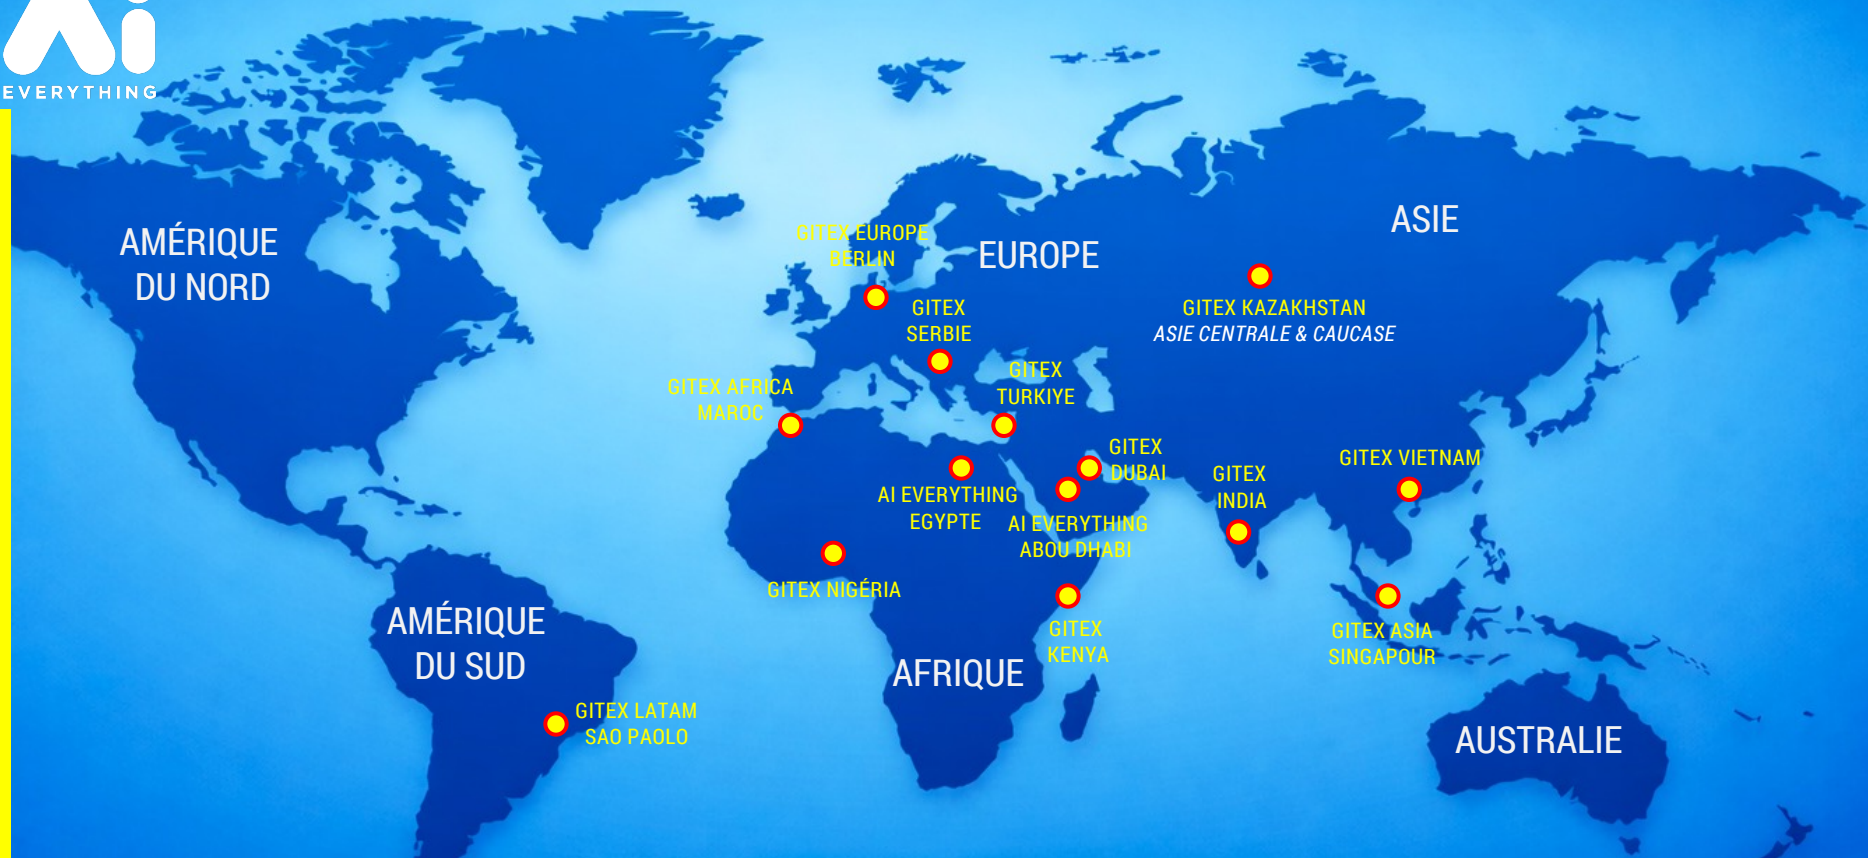 Ai
EVERYTHING
AMÉRIQUE
DU NORD
GITEX EUROPE
BERLIN
EUROPE
ASIE
GITEX
SERBIE
GITEX KAZAKHSTAN
ASIE CENTRALE & CAUCASE
GITEX AFRICA
MAROC
GITEX
TURKIYE
GITEX
DUBAI
GITEX
INDIA
GITEX VIETNAM
AI EVERYTHING
EGYPTE
AI EVERYTHING
ABOU DHABI
GITEX NIGÉRIA
GITEX
KENYA
GITEX ASIA
SINGAPOUR
AMÉRIQUE
DU SUD
AFRIQUE
GITEX LATAM
SAO PAOLO
AUSTRALIE